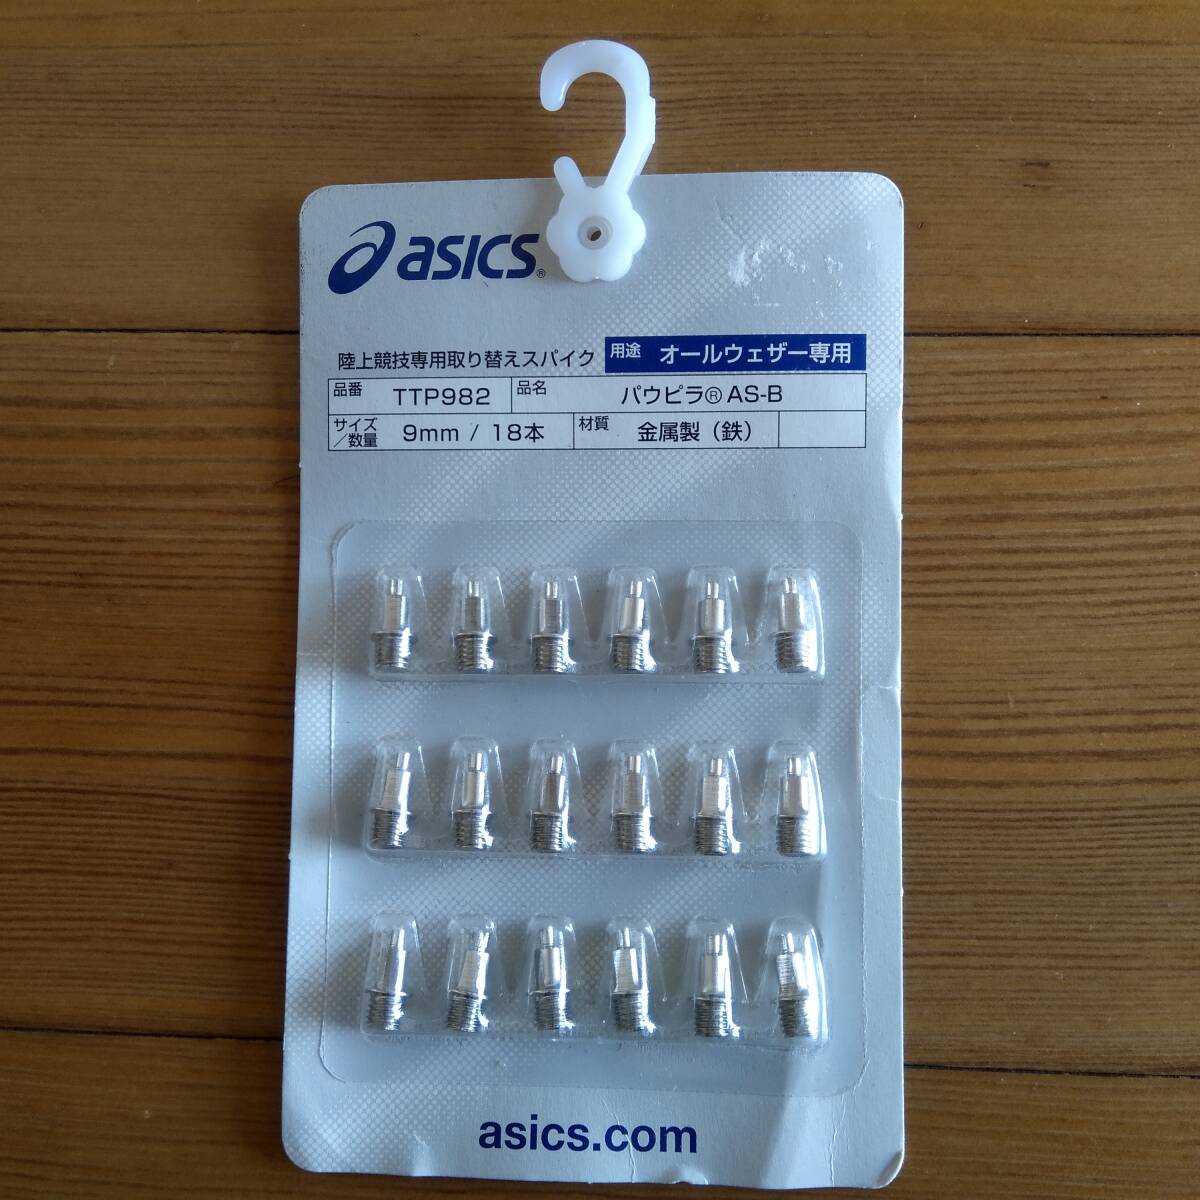 asics®
陸上競技専用取り替えスパイク 用途 オールウェザー専用
品番 TTP982 品名 パウピラ® AS-B
サイズ/数量 9mm / 18本 材質 金属製（鉄）
asics.com